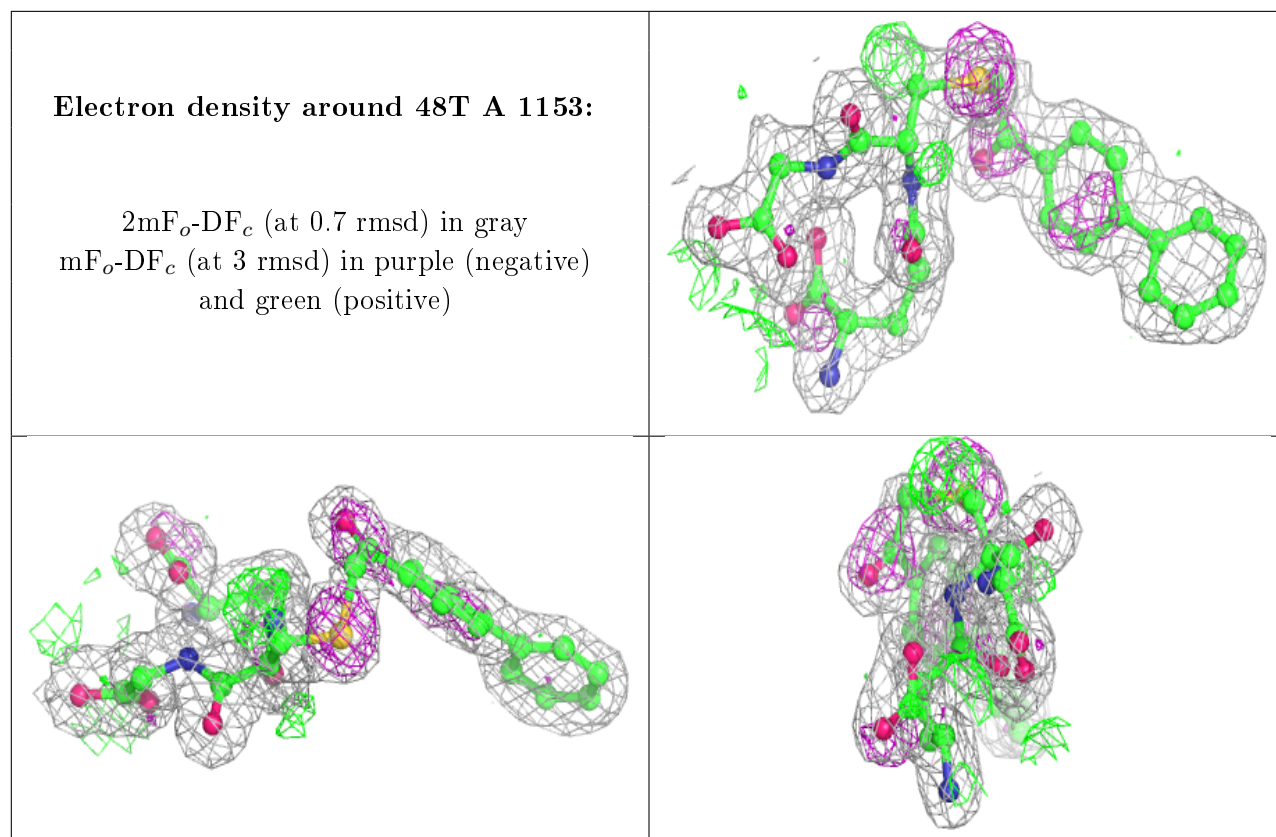 Electron density around 48T A 1153:
2mFₒ-DF𝒸 (at 0.7 rmsd) in gray
mFₒ-DF𝒸 (at 3 rmsd) in purple (negative)
and green (positive)